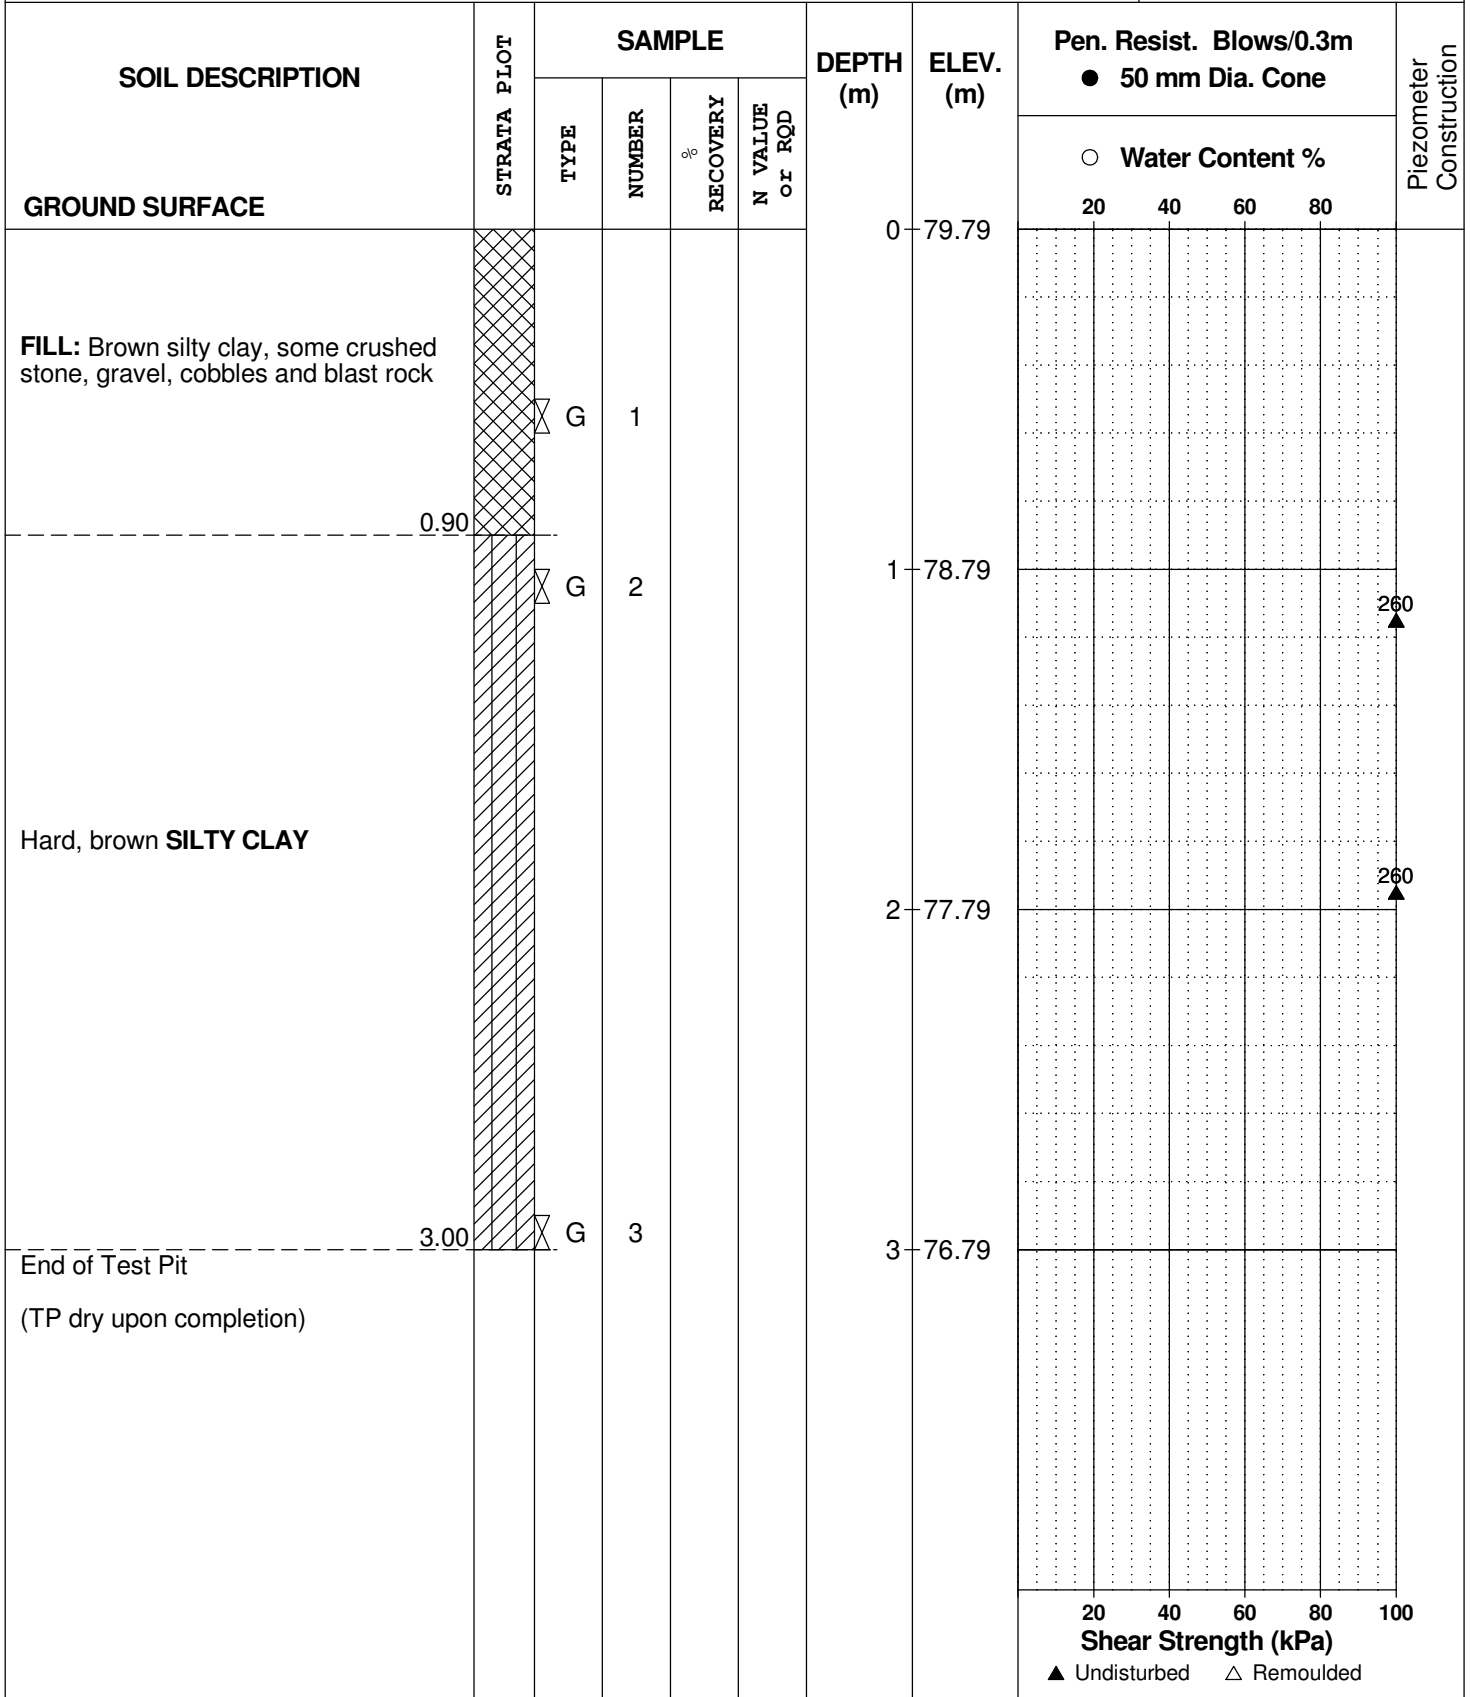 SOIL DESCRIPTION
GROUND SURFACE
STRATA PLOT
SAMPLE
TYPE
NUMBER
% RECOVERY
N VALUE or RQD
DEPTH (m)
ELEV. (m)
Pen. Resist. Blows/0.3m
● 50 mm Dia. Cone
○ Water Content %
20 40 60 80
Piezometer Construction
0 79.79
FILL: Brown silty clay, some crushed
stone, gravel, cobbles and blast rock
G 1
0.90
1 78.79
G 2
260
Hard, brown SILTY CLAY
260
2 77.79
G 3
3.00
3 76.79
End of Test Pit
(TP dry upon completion)
20 40 60 80 100
Shear Strength (kPa)
▲ Undisturbed △ Remoulded